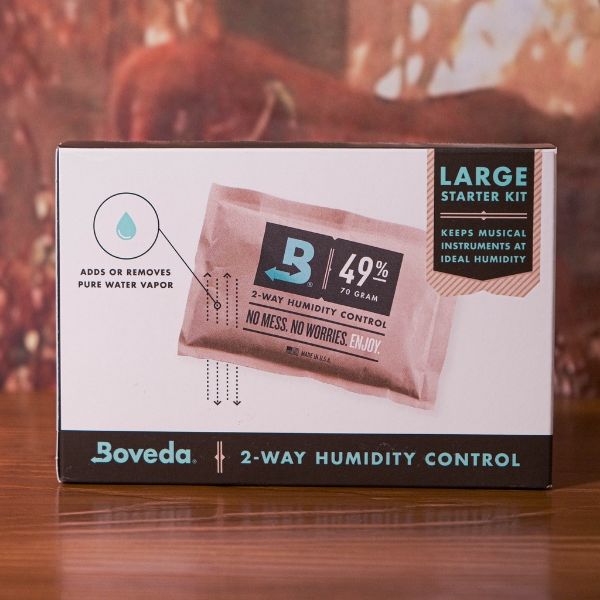 LARGE
STARTER KIT
KEEPS MUSICAL
INSTRUMENTS AT
IDEAL HUMIDITY
ADDS OR REMOVES
PURE WATER VAPOR
B® 49%
70 GRAM
2-WAY HUMIDITY CONTROL
NO MESS. NO WORRIES. ENJOY.
MADE IN U.S.A.
Boveda® 2-WAY HUMIDITY CONTROL